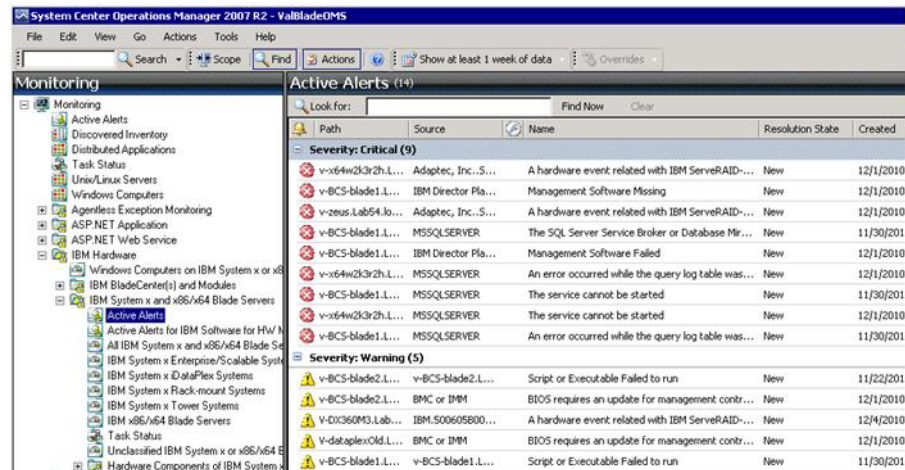 System Center Operations Manager 2007 R2 - ValBladeOMS
File Edit View Go Actions Tools Help
Search Scope Find Actions Show at least 1 week of data Overrides
Monitoring
Monitoring
Active Alerts
Discovered Inventory
Distributed Applications
Task Status
Unix/Linux Servers
Windows Computers
Agentless Exception Monitoring
ASP.NET Application
ASP.NET Web Service
IBM Hardware
Windows Computers on IBM System x or x8
IBM BladeCenter(s) and Modules
IBM System x and x86/x64 Blade Servers
Active Alerts
Active Alerts for IBM Software for HW M
All IBM System x and x86/x64 Blade Se
IBM System x Enterprise/Scalable Syste
IBM System x iDataPlex Systems
IBM System x Rack-mount Systems
IBM System x Tower Systems
IBM x86/x64 Blade Servers
Task Status
Unclassified IBM System x or x86/x64 B
Hardware Components of IBM System x
Active Alerts (14)
Look for: Find Now Clear
Path Source Name Resolution State Created
Severity: Critical (9)
v-x64w2k3r2h.L... Adaptec, Inc..S... A hardware event related with IBM ServeRAID-... New 12/1/2010
v-BCS-blade1.L... IBM Director Pla... Management Software Missing New 12/1/2010
v-zeus.Lab54.lo... Adaptec, Inc..S... A hardware event related with IBM ServeRAID-... New 12/1/2010
v-BCS-blade1.L... MSSQLSERVER The SQL Server Service Broker or Database Mir... New 11/30/201
v-BCS-blade1.L... IBM Director Pla... Management Software Failed New 12/1/2010
v-x64w2k3r2h.L... MSSQLSERVER An error occurred while the query log table was... New 12/1/2010
v-BCS-blade1.L... MSSQLSERVER The service cannot be started New 11/30/201
v-x64w2k3r2h.L... MSSQLSERVER The service cannot be started New 12/1/2010
v-BCS-blade1.L... MSSQLSERVER An error occurred while the query log table was... New 11/30/201
Severity: Warning (5)
v-BCS-blade2.L... v-BCS-blade2.L... Script or Executable Failed to run New 11/22/201
v-BCS-blade2.L... BMC or IMM BIOS requires an update for management contr... New 12/1/2010
V-DX360M3.Lab... IBM.500605B00... A hardware event related with IBM ServeRAID-... New 12/4/2010
V-dataplexOld.L... BMC or IMM BIOS requires an update for management contr... New 12/1/2010
v-BCS-blade1.L... v-BCS-blade1.L... Script or Executable Failed to run New 11/30/201